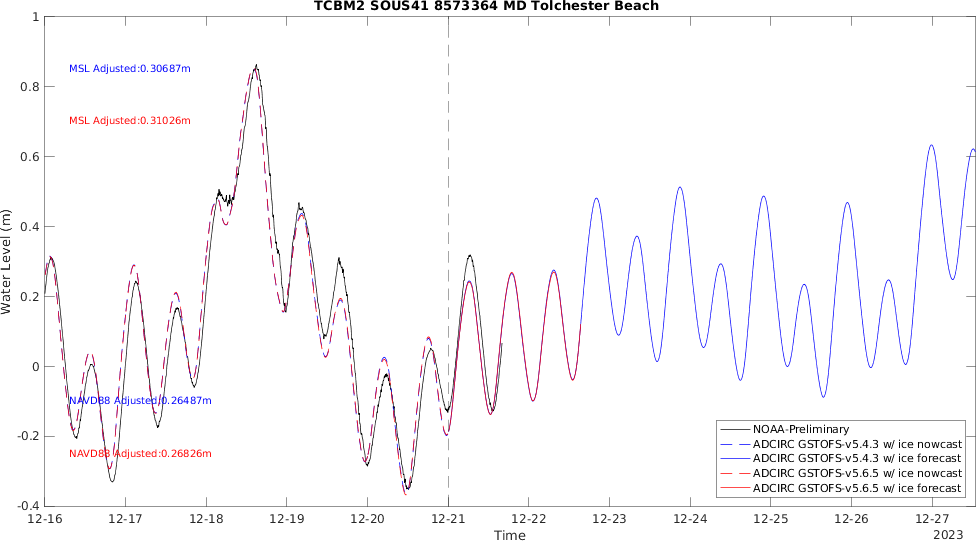 TCBM2 SOUS41 8573364 MD Tolchester Beach
1
0.8
0.6
0.4
0.2
0
-0.2
-0.4
Water Level (m)
MSL Adjusted:0.30687m
MSL Adjusted:0.31026m
NAVD88 Adjusted:0.26487m
NAVD88 Adjusted:0.26826m
NOAA-Preliminary
ADCIRC GSTOFS-v5.4.3 w/ ice nowcast
ADCIRC GSTOFS-v5.4.3 w/ ice forecast
ADCIRC GSTOFS-v5.6.5 w/ ice nowcast
ADCIRC GSTOFS-v5.6.5 w/ ice forecast
12-16 12-17 12-18 12-19 12-20 12-21 12-22 12-23 12-24 12-25 12-26 12-27
Time
2023